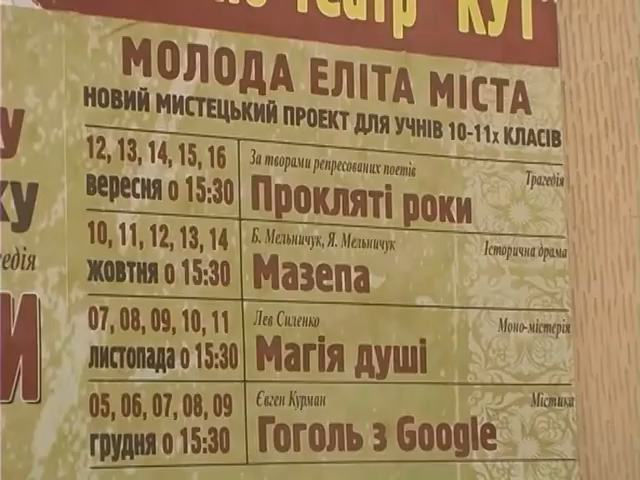 театр "КУТ"
МОЛОДА ЕЛІТА МІСТА
НОВИЙ МИСТЕЦЬКИЙ ПРОЕКТ ДЛЯ УЧНІВ 10-11х КЛАСІВ
12, 13, 14, 15, 16
вересня о 15:30
За творами репресованих поетів
Трагедія
Прокляті роки
10, 11, 12, 13, 14
жовтня о 15:30
Б. Мельничук, Я. Мельничук
Історична драма
Мазепа
07, 08, 09, 10, 11
листопада о 15:30
Лев Силенко
Моно-містерія
Магія душі
05, 06, 07, 08, 09
грудня о 15:30
Євген Курман
Містика
Гоголь з Google